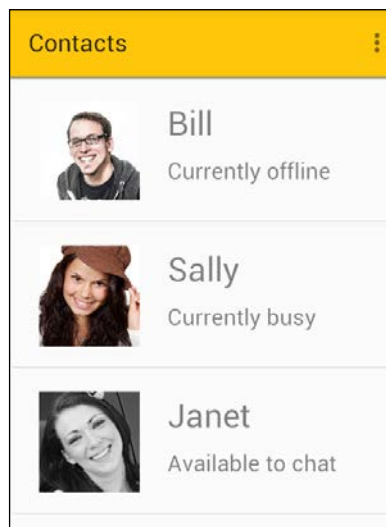 Contacts
Bill
Currently offline
Sally
Currently busy
Janet
Available to chat